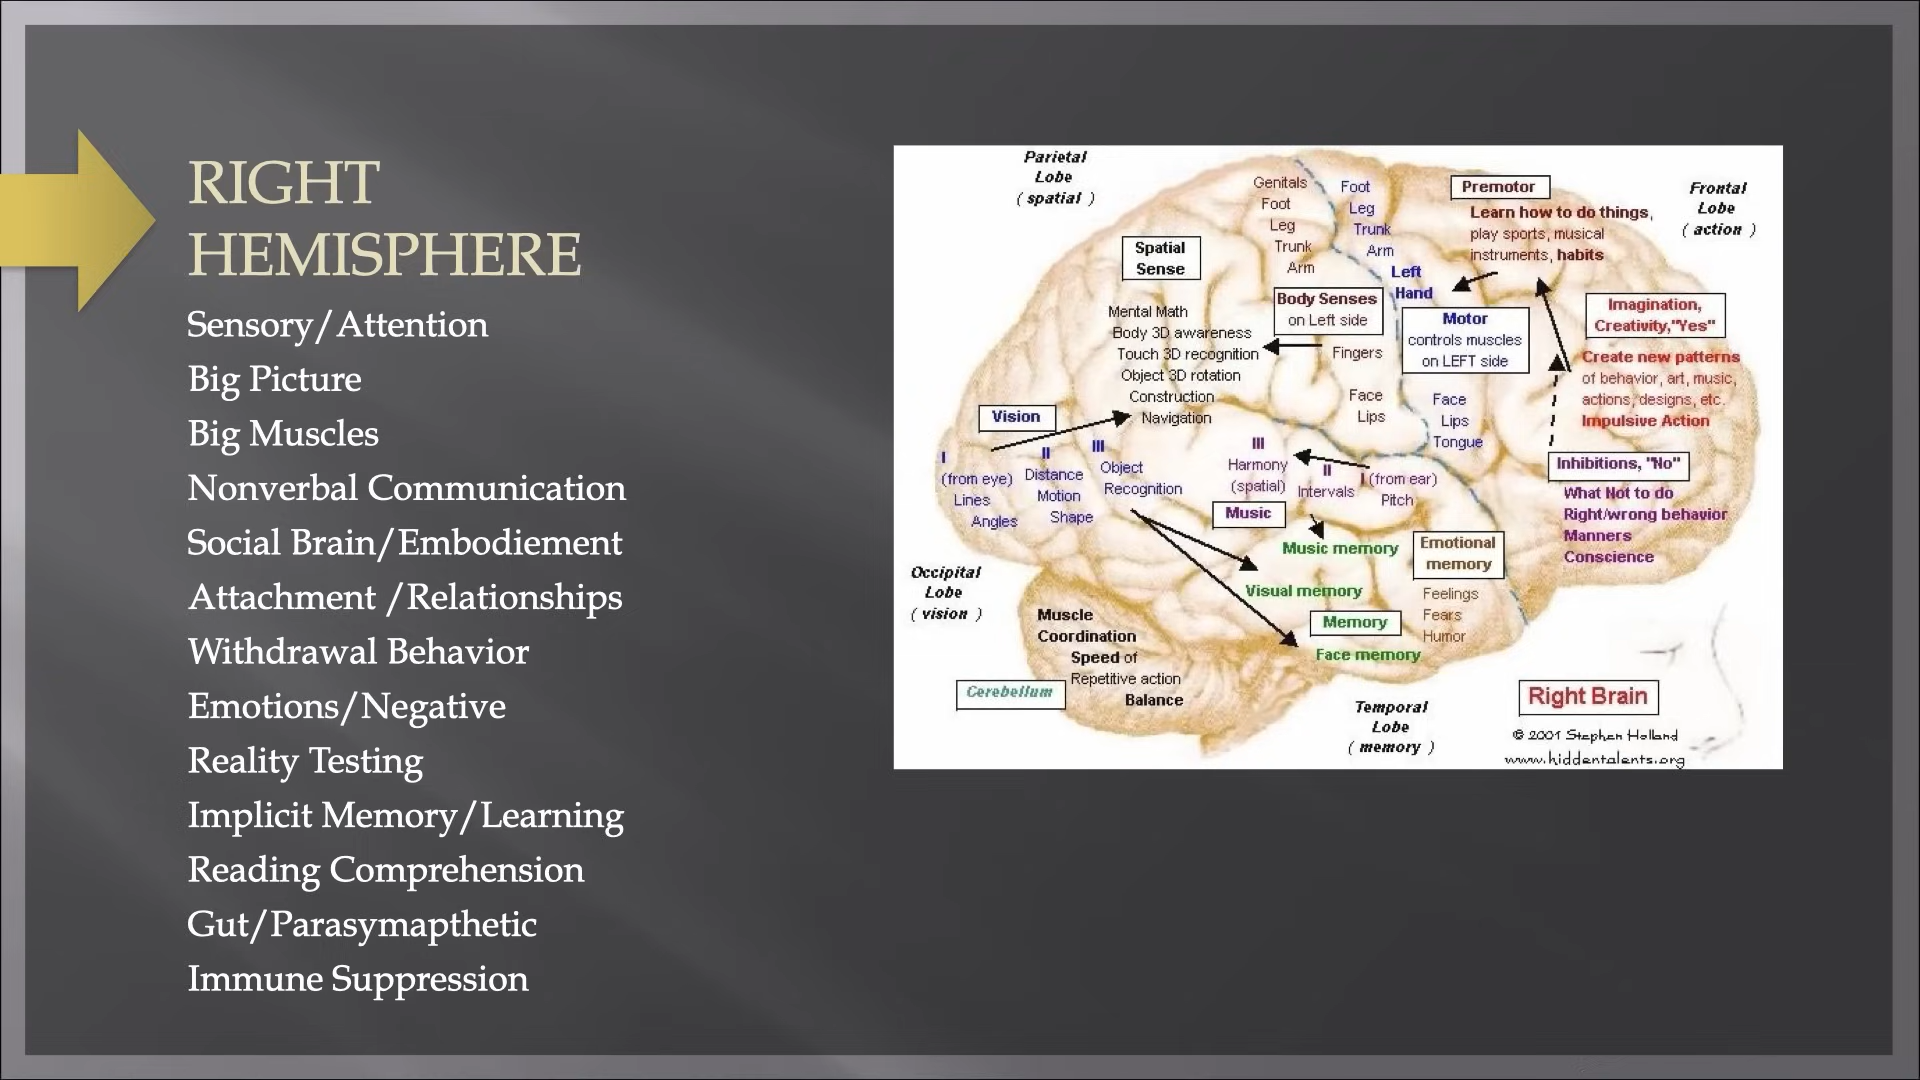 RIGHT
HEMISPHERE
Sensory/Attention
Big Picture
Big Muscles
Nonverbal Communication
Social Brain/Embodiement
Attachment /Relationships
Withdrawal Behavior
Emotions/Negative
Reality Testing
Implicit Memory/Learning
Reading Comprehension
Gut/Parasymapthetic
Immune Suppression
Parietal
Lobe
( spatial )
Genitals
Foot
Leg
Trunk
Arm
Foot
Leg
Trunk
Arm
Left
Hand
Premotor
Learn how to do things,
play sports, musical
instruments, habits
Frontal
Lobe
( action )
Spatial
Sense
Mental Math
Body 3D awareness
Touch 3D recognition
Object 3D rotation
Construction
Navigation
Body Senses
on Left side
Fingers
Face
Lips
Motor
controls muscles
on LEFT side
Face
Lips
Tongue
Imagination,
Creativity,"Yes"
Create new patterns
of behavior, art, music,
actions, designs, etc.
Impulsive Action
Inhibitions, "No"
What Not to do
Right/wrong behavior
Manners
Conscience
Vision
I
(from eye)
Lines
Angles
II
Distance
Motion
Shape
III
Object
Recognition
III
Harmony
(spatial)
II
Intervals
I (from ear)
Pitch
Music
Music memory
Visual memory
Memory
Face memory
Emotional
memory
Feelings
Fears
Humor
Occipital
Lobe
( vision )
Muscle
Coordination
Speed of
Repetitive action
Balance
Cerebellum
Temporal
Lobe
( memory )
Right Brain
© 2001 Stephen Holland
www.hiddentalents.org